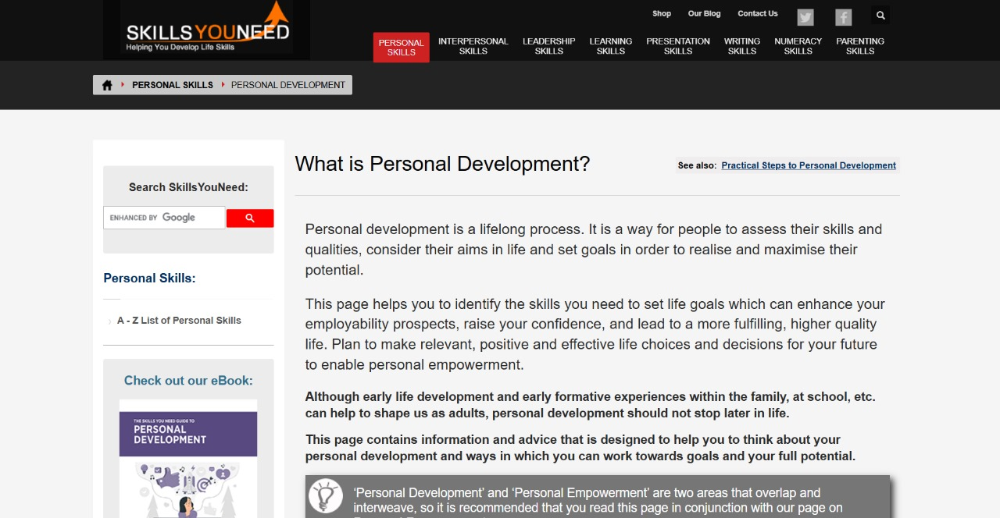 SKILLSYOUNEED
Helping You Develop Life Skills
Shop Our Blog Contact Us
PERSONAL SKILLS
INTERPERSONAL SKILLS
LEADERSHIP SKILLS
LEARNING SKILLS
PRESENTATION SKILLS
WRITING SKILLS
NUMERACY SKILLS
PARENTING SKILLS
PERSONAL SKILLS PERSONAL DEVELOPMENT
Search SkillsYouNeed:
ENHANCED BY Google
Personal Skills:
A - Z List of Personal Skills
Check out our eBook:
THE SKILLS YOU NEED GUIDE TO
PERSONAL
DEVELOPMENT
What is Personal Development?
See also: Practical Steps to Personal Development
Personal development is a lifelong process. It is a way for people to assess their skills and
qualities, consider their aims in life and set goals in order to realise and maximise their
potential.
This page helps you to identify the skills you need to set life goals which can enhance your
employability prospects, raise your confidence, and lead to a more fulfilling, higher quality
life. Plan to make relevant, positive and effective life choices and decisions for your future
to enable personal empowerment.
Although early life development and early formative experiences within the family, at school, etc.
can help to shape us as adults, personal development should not stop later in life.
This page contains information and advice that is designed to help you to think about your
personal development and ways in which you can work towards goals and your full potential.
‘Personal Development’ and ‘Personal Empowerment’ are two areas that overlap and
interweave, so it is recommended that you read this page in conjunction with our page on